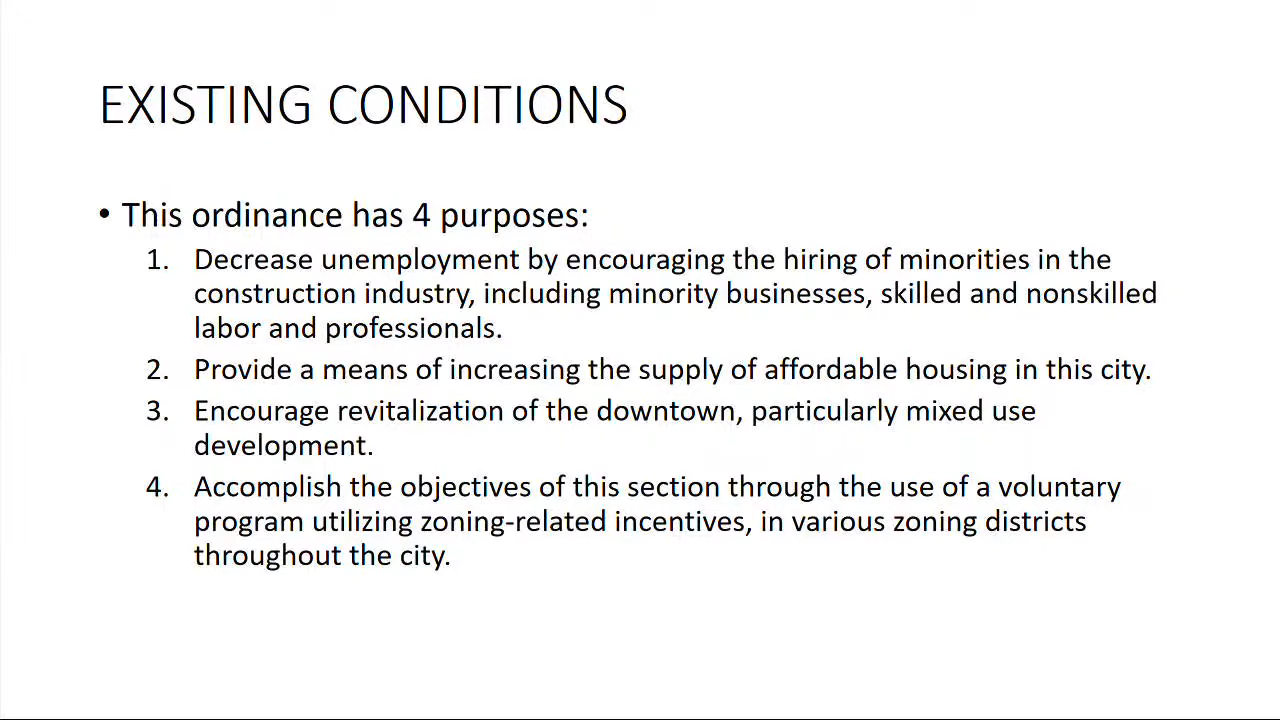 EXISTING CONDITIONS
• This ordinance has 4 purposes:
1. Decrease unemployment by encouraging the hiring of minorities in the
construction industry, including minority businesses, skilled and nonskilled
labor and professionals.
2. Provide a means of increasing the supply of affordable housing in this city.
3. Encourage revitalization of the downtown, particularly mixed use
development.
4. Accomplish the objectives of this section through the use of a voluntary
program utilizing zoning-related incentives, in various zoning districts
throughout the city.